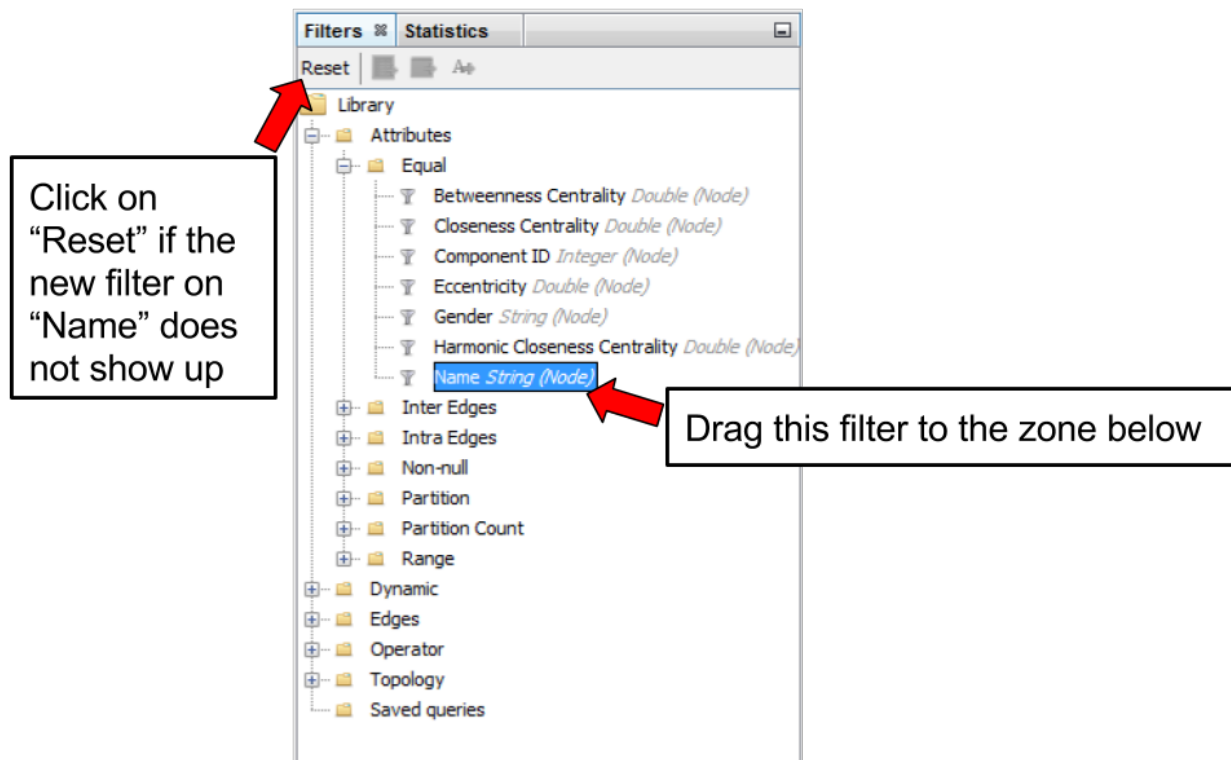 Filters Statistics
Reset
Library
Attributes
Equal
Betweenness Centrality Double (Node)
Closeness Centrality Double (Node)
Component ID Integer (Node)
Eccentricity Double (Node)
Gender String (Node)
Harmonic Closeness Centrality Double (Node)
Name String (Node)
Inter Edges
Intra Edges
Non-null
Partition
Partition Count
Range
Dynamic
Edges
Operator
Topology
Saved queries
Click on
“Reset” if the
new filter on
“Name” does
not show up
Drag this filter to the zone below